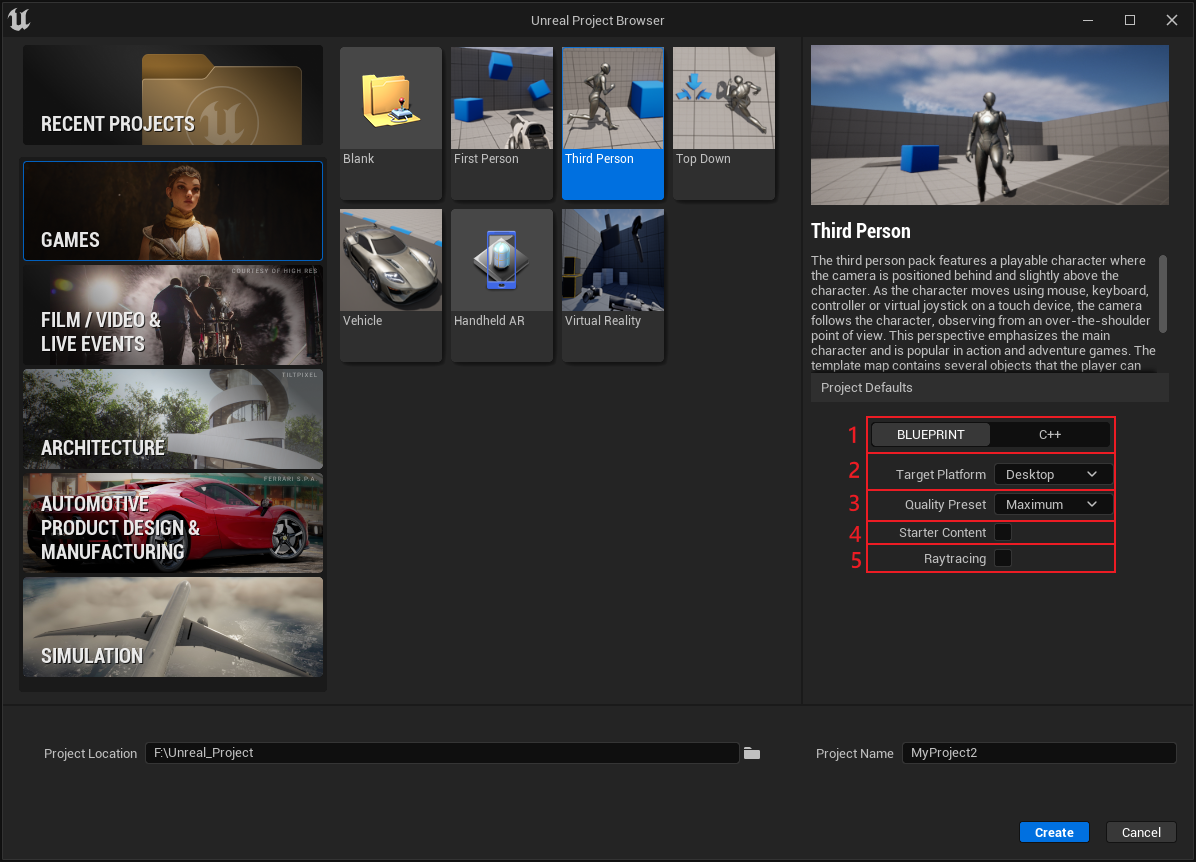 Unreal Project Browser
RECENT PROJECTS
GAMES
COURTESY OF HIGH RES
FILM / VIDEO &
LIVE EVENTS
TILTPIXEL
ARCHITECTURE
FERRARI S.P.A.
AUTOMOTIVE
PRODUCT DESIGN &
MANUFACTURING
SIMULATION
Blank
First Person
Third Person
Top Down
Vehicle
Handheld AR
Virtual Reality
Third Person
The third person pack features a playable character where
the camera is positioned behind and slightly above the
character. As the character moves using mouse, keyboard,
controller or virtual joystick on a touch device, the camera
follows the character, observing from an over-the-shoulder
point of view. This perspective emphasizes the main
character and is popular in action and adventure games. The
template map contains several objects that the player can
Project Defaults
1 BLUEPRINT C++
2 Target Platform Desktop
3 Quality Preset Maximum
4 Starter Content
5 Raytracing
Project Location F:\Unreal_Project
Project Name MyProject2
Create Cancel